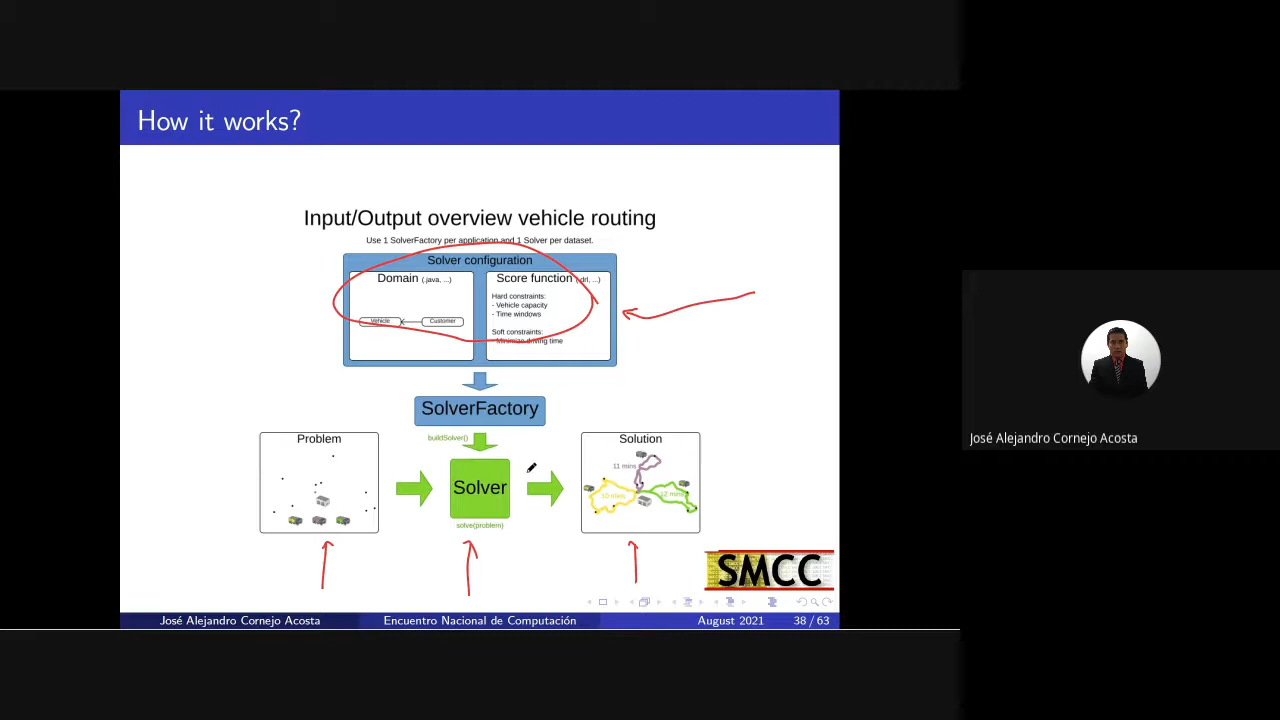 How it works?
Input/Output overview vehicle routing
Use 1 SolverFactory per application and 1 Solver per dataset.
Solver configuration
Domain (.java, ...)
Vehicle
Customer
Score function (.drl, ...)
Hard constraints:
- Vehicle capacity
- Time windows
Soft constraints:
- Minimize driving time
SolverFactory
buildSolver()
Problem
Solver
solve(problem)
Solution
11 mins
10 mins
12 mins
SMCC
José Alejandro Cornejo Acosta
Encuentro Nacional de Computación
August 2021
38 / 63
José Alejandro Cornejo Acosta